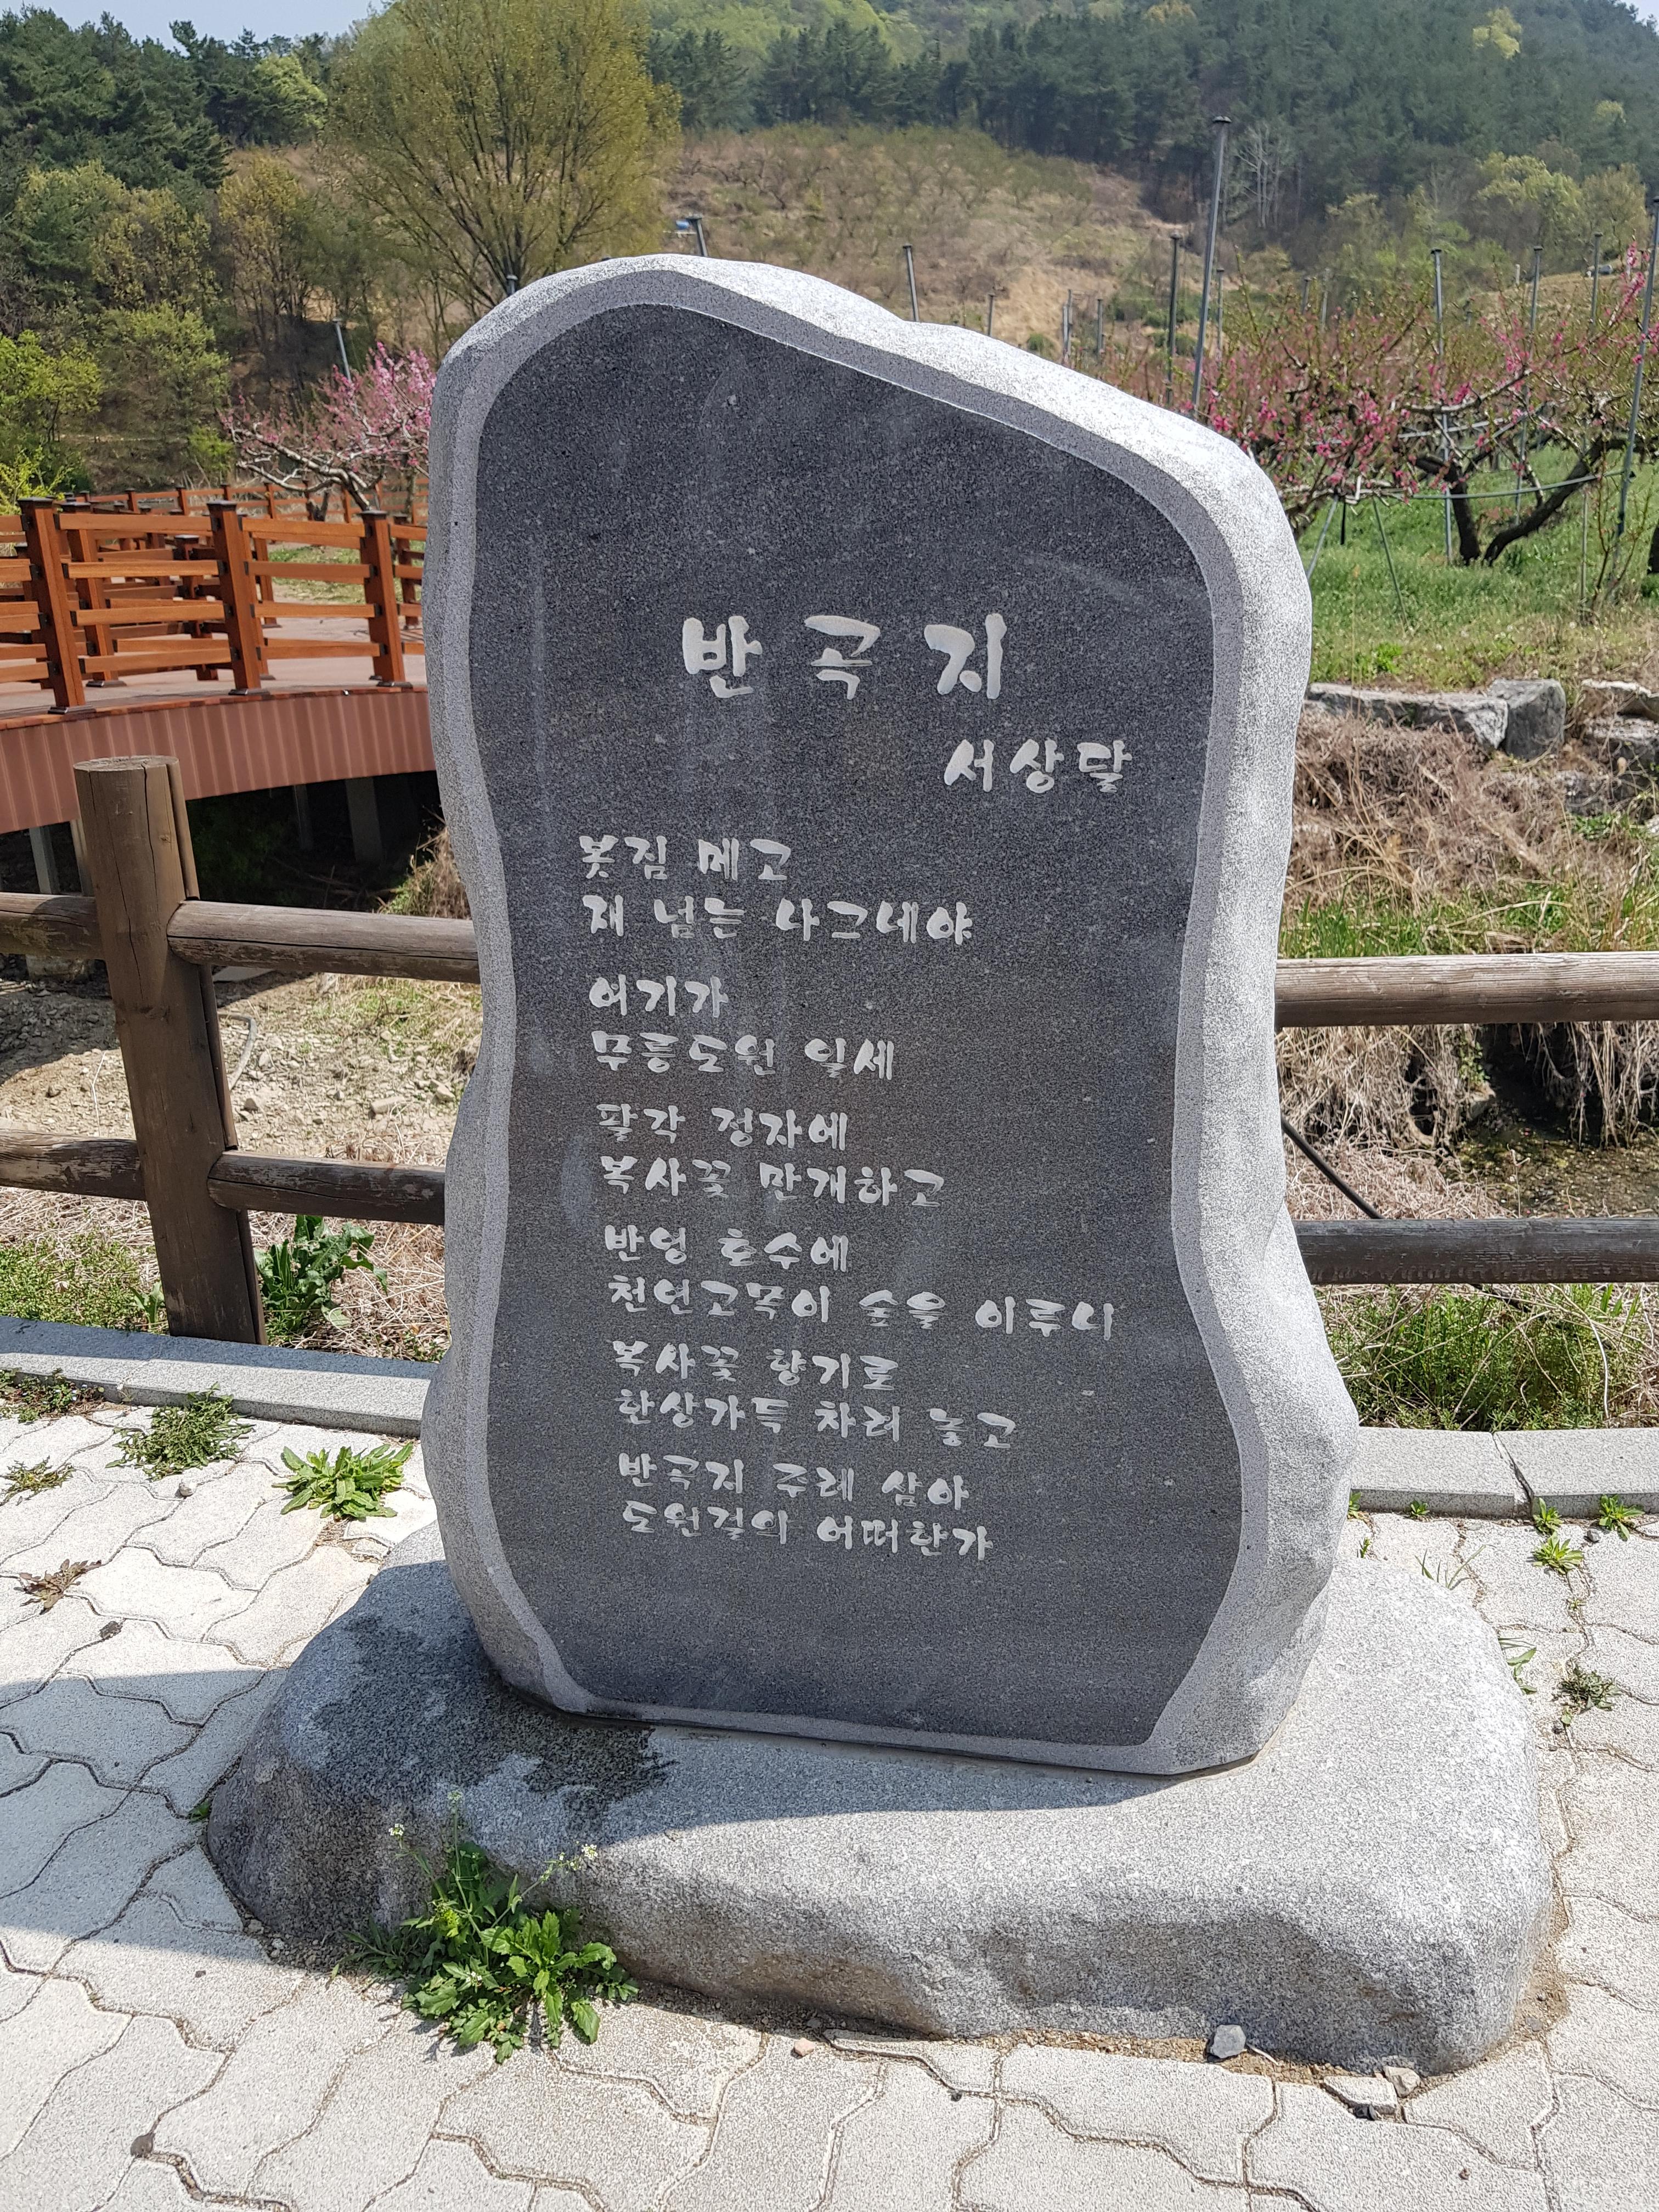 반곡지
서상달
봇짐 메고
재 넘는 나그네야
여기가
무릉도원 일세
팔각 정자에
복사꽃 만개하고
반영 호수에
천연고목이 숲을 이루니
복사꽃 향기로
한상가득 차려 놓고
반곡지 주례 삼아
도원결의 어떠한가